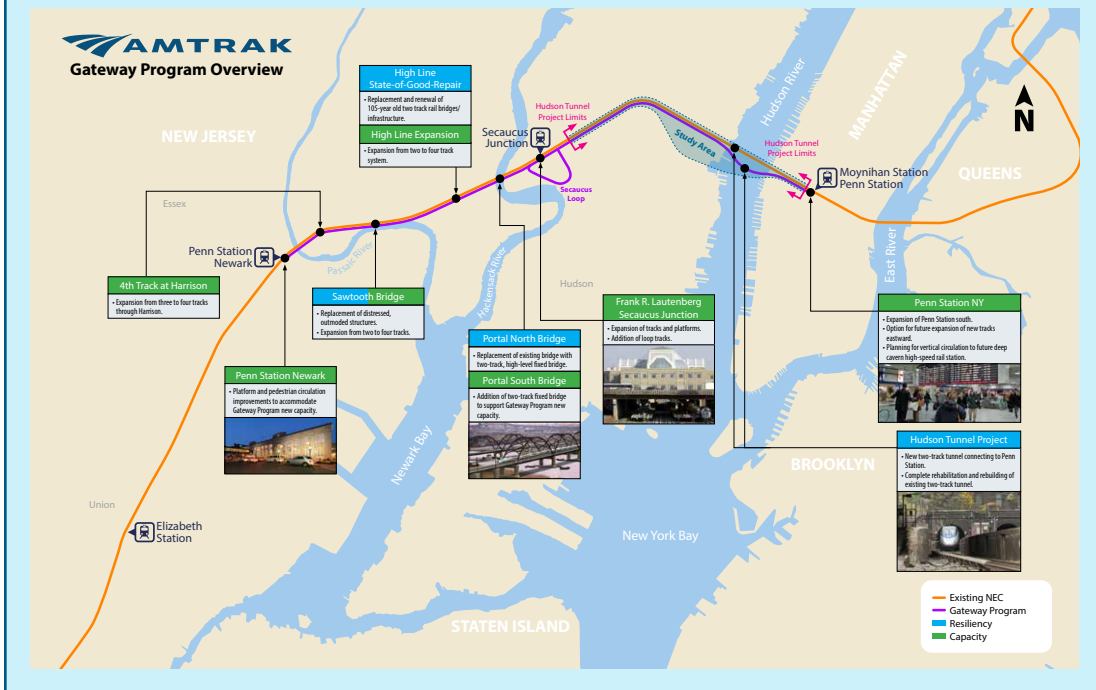 AMTRAK
Gateway Program Overview
High Line
State-of-Good-Repair
• Replacement and renewal of
105-year old two track rail bridges/
infrastructure.
High Line Expansion
• Expansion from two to four track
system.
NEW JERSEY
Secaucus
Junction
Hudson Tunnel
Project Limits
Hudson River
MANHATTAN
N
Study Area
Hudson Tunnel
Project Limits
Moynihan Station
Penn Station
QUEENS
Secaucus
Loop
Essex
Penn Station
Newark
Passaic River
Hackensack River
Hudson
East River
4th Track at Harrison
• Expansion from three to four tracks
through Harrison.
Sawtooth Bridge
• Replacement of distressed,
outmoded structures.
• Expansion from two to four tracks.
Frank R. Lautenberg
Secaucus Junction
• Expansion of tracks and platforms.
• Addition of loop tracks.
Penn Station NY
• Expansion of Penn Station south.
• Option for future expansion of new tracks
eastward.
• Planning for vertical circulation to future deep
cavern high-speed rail station.
Portal North Bridge
• Replacement of existing bridge with
two-track, high-level fixed bridge.
Portal South Bridge
• Addition of two-track fixed bridge
to support Gateway Program new
capacity.
Penn Station Newark
• Platform and pedestrian circulation
improvements to accommodate
Gateway Program new capacity.
Newark Bay
BROOKLYN
Hudson Tunnel Project
• New two-track tunnel connecting to Penn
Station.
• Complete rehabilitation and rebuilding of
existing two-track tunnel.
Union
Elizabeth
Station
New York Bay
STATEN ISLAND
Existing NEC
Gateway Program
Resiliency
Capacity